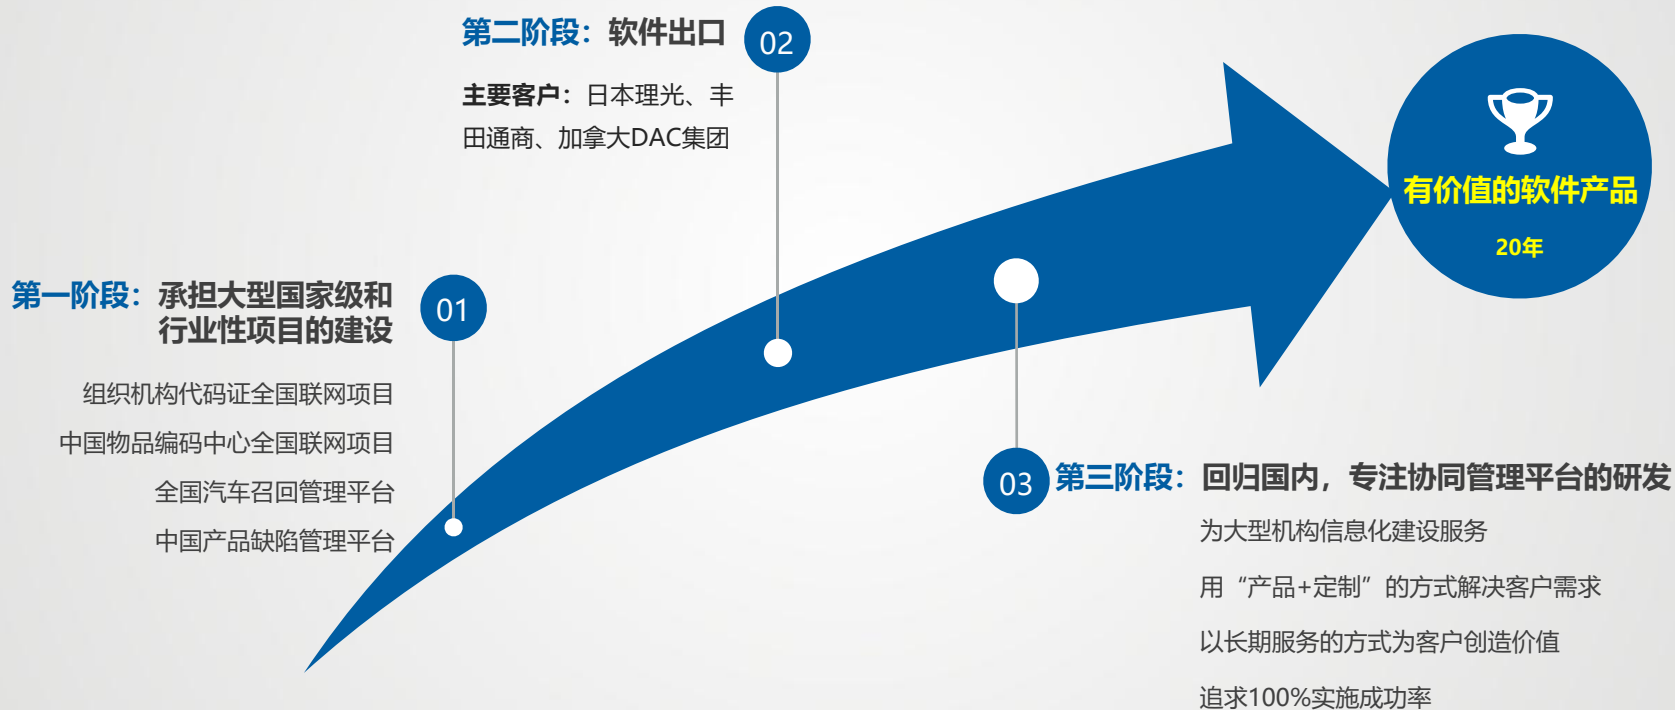 第二阶段：软件出口
02
主要客户：日本理光、丰
田通商、加拿大DAC集团
有价值的软件产品
20年
第一阶段：承担大型国家级和
行业性项目的建设
01
组织机构代码证全国联网项目
中国物品编码中心全国联网项目
全国汽车召回管理平台
中国产品缺陷管理平台
03
第三阶段：回归国内，专注协同管理平台的研发
为大型机构信息化建设服务
用“产品+定制”的方式解决客户需求
以长期服务的方式为客户创造价值
追求100%实施成功率